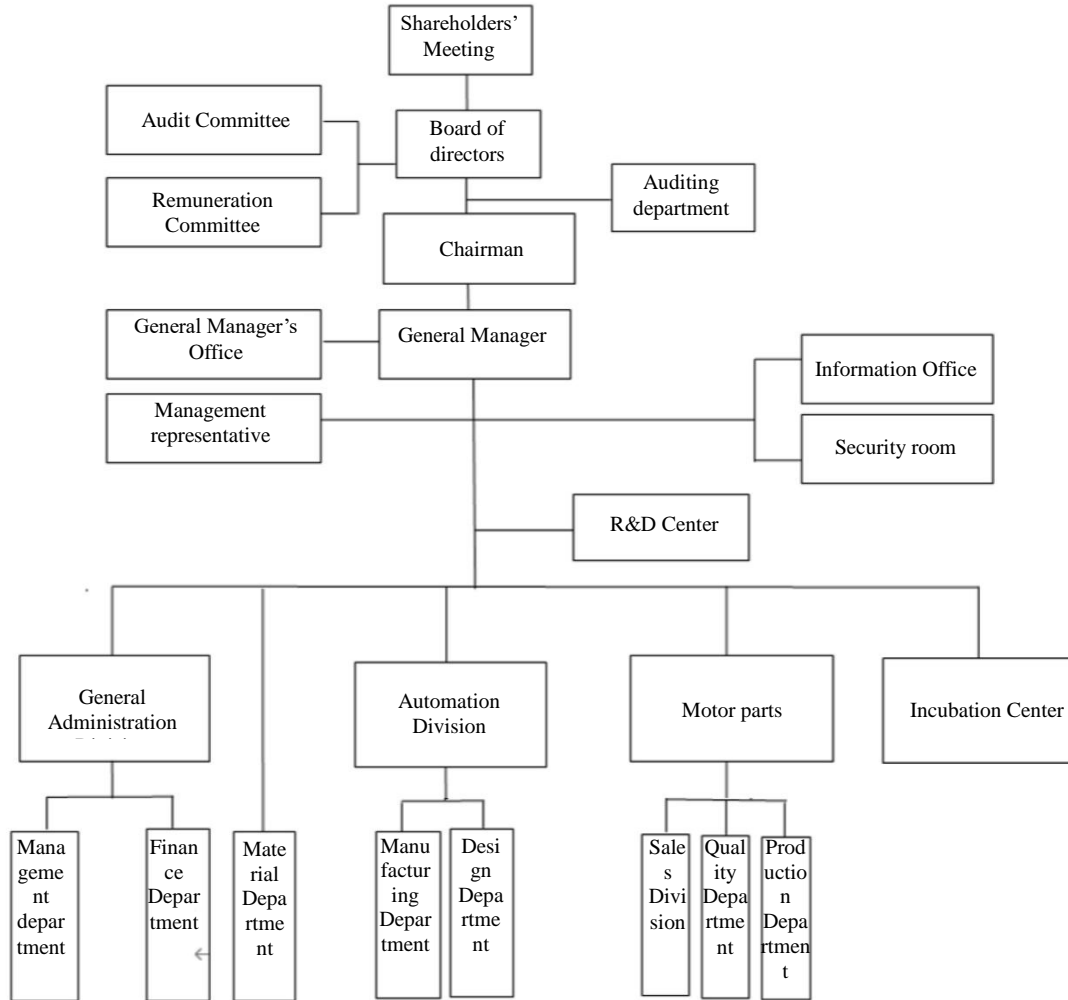 Shareholders’
Meeting
Audit Committee
Board of
directors
Auditing
department
Remuneration
Committee
Chairman
General Manager’s
Office
General Manager
Information Office
Management
representative
Security room
R&D Center
General
Administration
Automation
Division
Motor parts
Incubation Center
Mana
geme
nt
depar
tment
Finan
ce
Depar
tment
Mate
rial
Depa
rtme
nt
Manu
factur
ing
Depar
tment
Desi
gn
Depa
rtme
nt
Sale
s
Divi
sion
Qual
ity
Depa
rtme
nt
Prod
uctio
n
Depa
rtmen
t